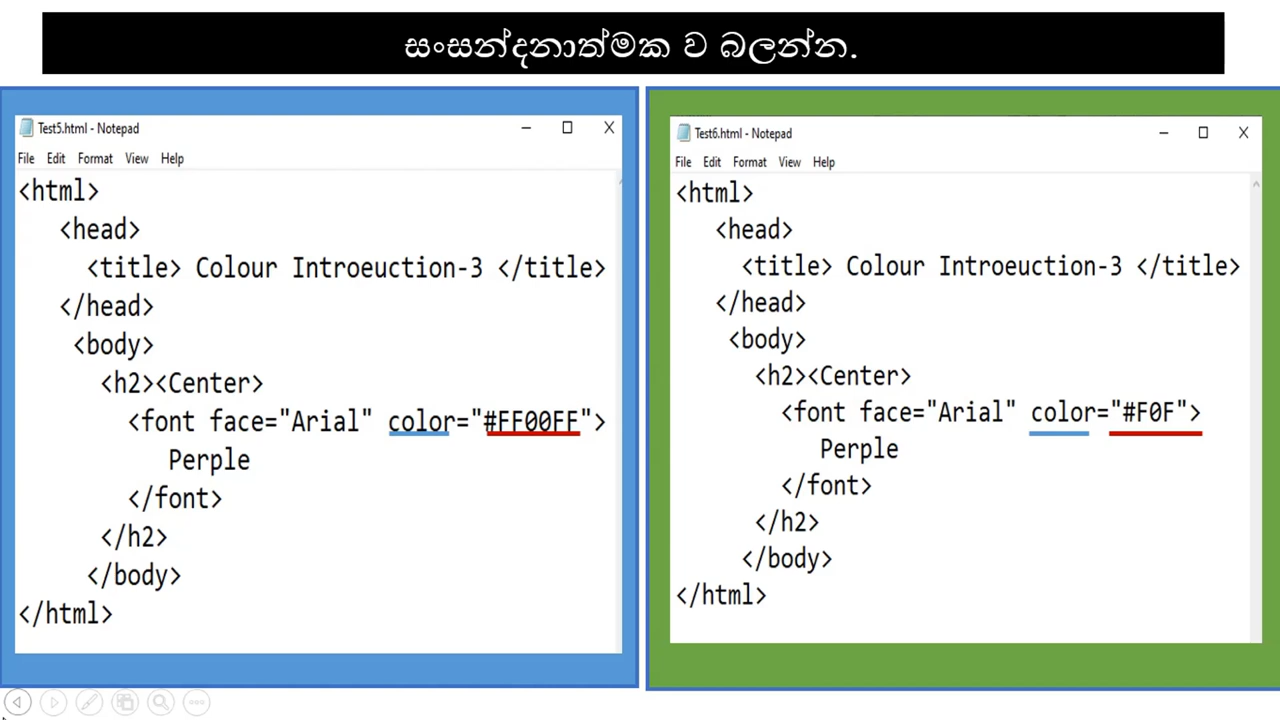 සංසන්දනාත්මක ව බලන්න.
Test5.html - Notepad
File Edit Format View Help
<html>
<head>
<title> Colour Introeuction-3 </title>
</head>
<body>
<h2><Center>
<font face="Arial" color="#FF00FF">
Perple
</font>
</h2>
</body>
</html>
Test6.html - Notepad
File Edit Format View Help
<html>
<head>
<title> Colour Introeuction-3 </title>
</head>
<body>
<h2><Center>
<font face="Arial" color="#F0F">
Perple
</font>
</h2>
</body>
</html>